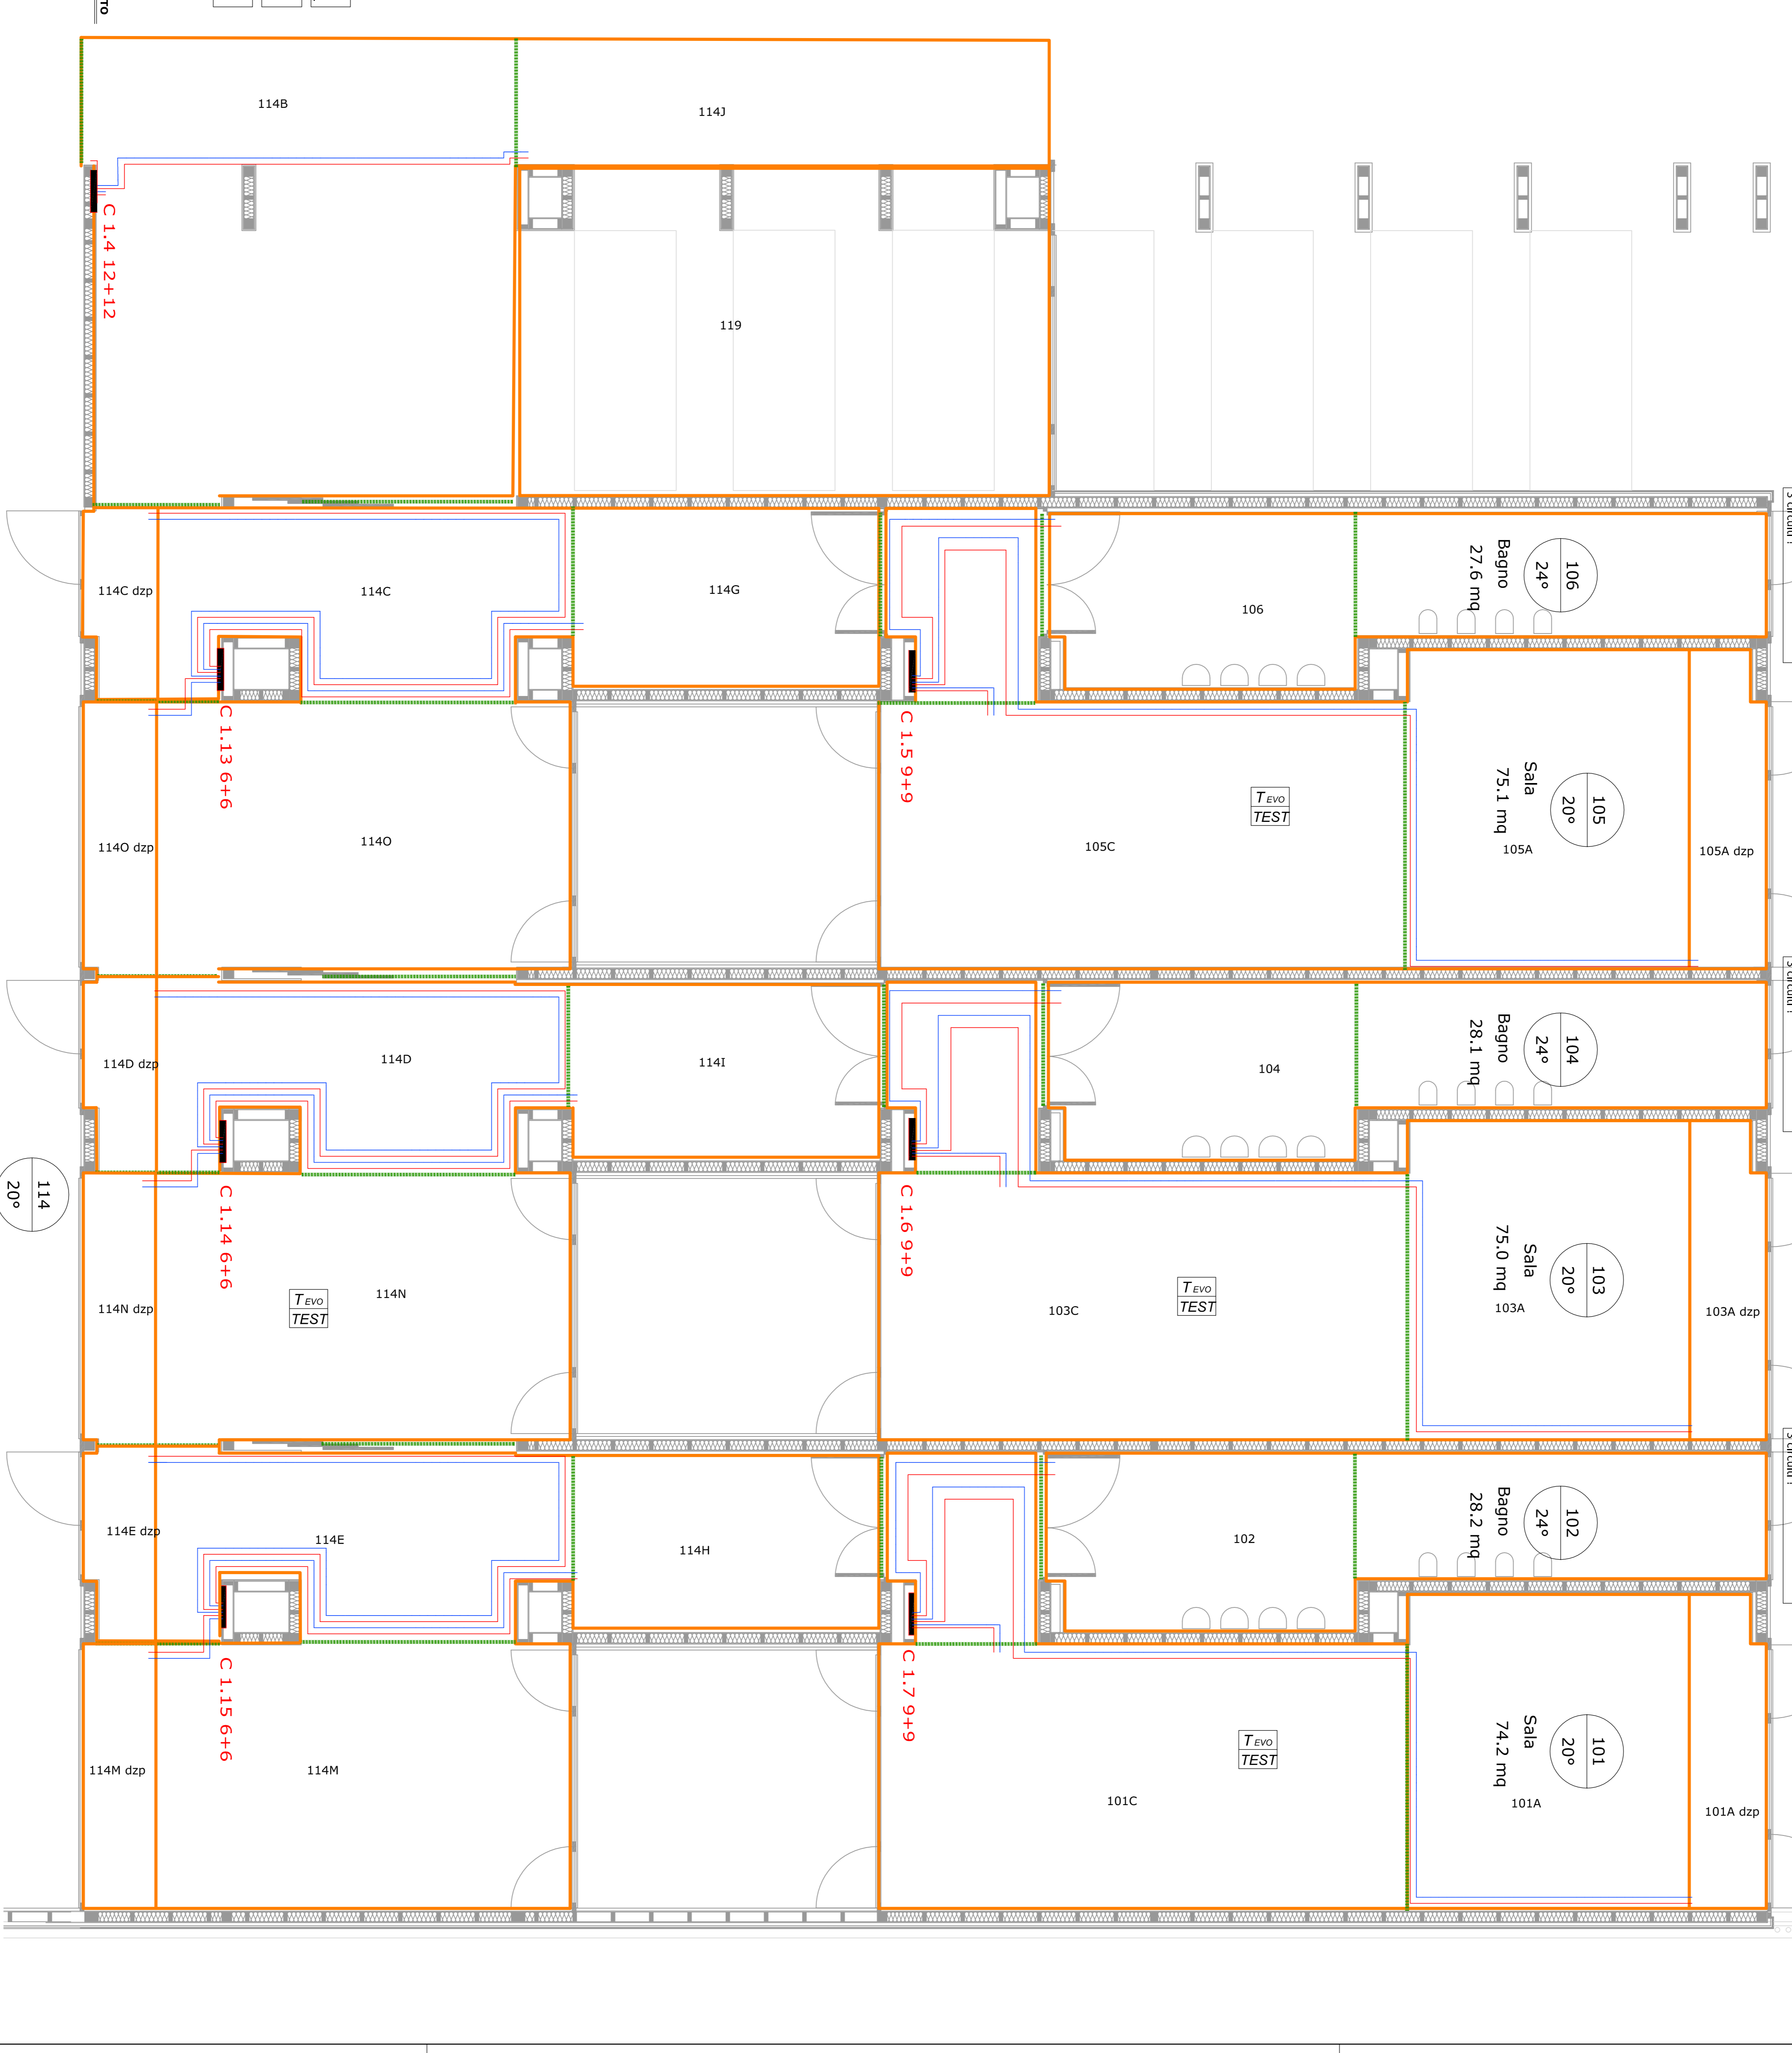 TO
114B
114J
C 1.4 12+12
119
114C dzp
114C
114G
106
Bagno
27.6 mq
106
24°
C 1.13 6+6
C 1.5 9+9
114O dzp
114O
T EVO
TEST
105C
Sala
75.1 mq
105
20°
105A
105A dzp
114D dzp
114D
114I
104
Bagno
28.1 mq
104
24°
114
20°
C 1.14 6+6
C 1.6 9+9
114N dzp
T EVO
TEST
114N
103C
T EVO
TEST
Sala
75.0 mq
103
20°
103A
103A dzp
114E dzp
114E
114H
102
Bagno
28.2 mq
102
24°
C 1.15 6+6
C 1.7 9+9
114M dzp
114M
T EVO
TEST
101C
Sala
74.2 mq
101
20°
101A
101A dzp